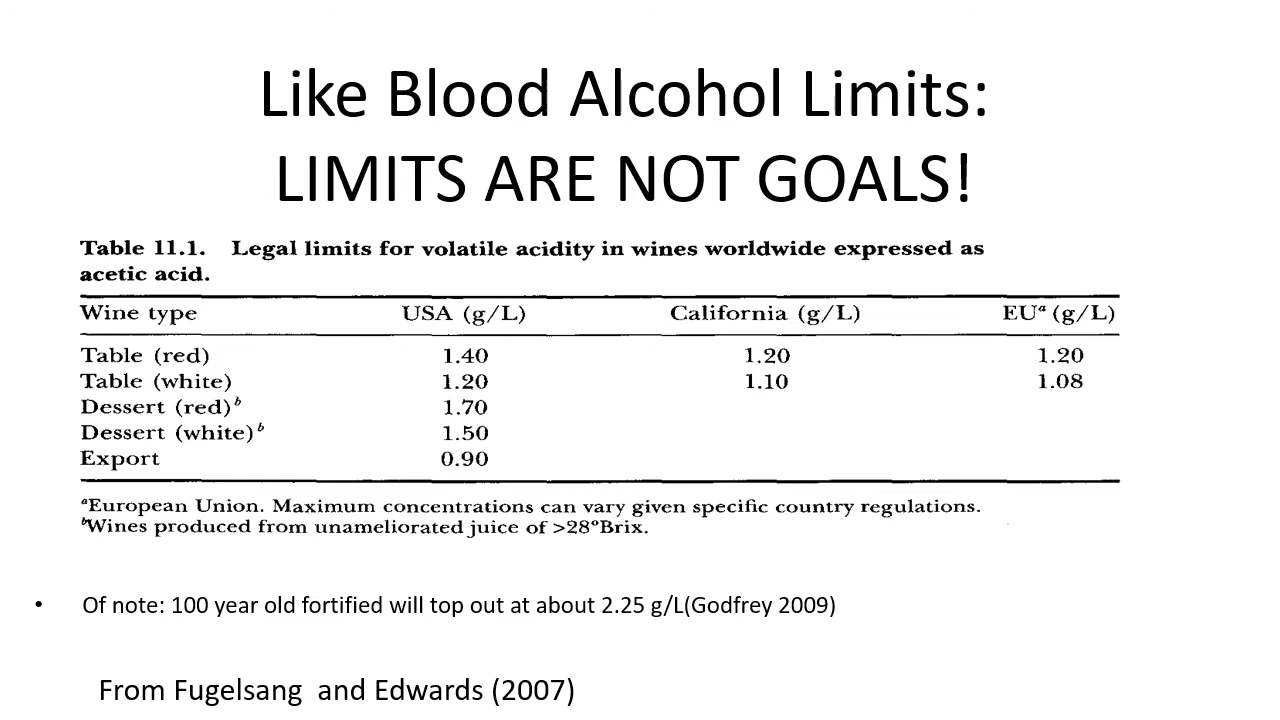 Like Blood Alcohol Limits:
LIMITS ARE NOT GOALS!
Table 11.1. Legal limits for volatile acidity in wines worldwide expressed as
acetic acid.
Wine type USA (g/L) California (g/L) EUᵃ (g/L)
Table (red) 1.40 1.20 1.20
Table (white) 1.20 1.10 1.08
Dessert (red)ᵇ 1.70
Dessert (white)ᵇ 1.50
Export 0.90
ᵃEuropean Union. Maximum concentrations can vary given specific country regulations.
ᵇWines produced from unameliorated juice of >28°Brix.
• Of note: 100 year old fortified will top out at about 2.25 g/L(Godfrey 2009)
From Fugelsang and Edwards (2007)